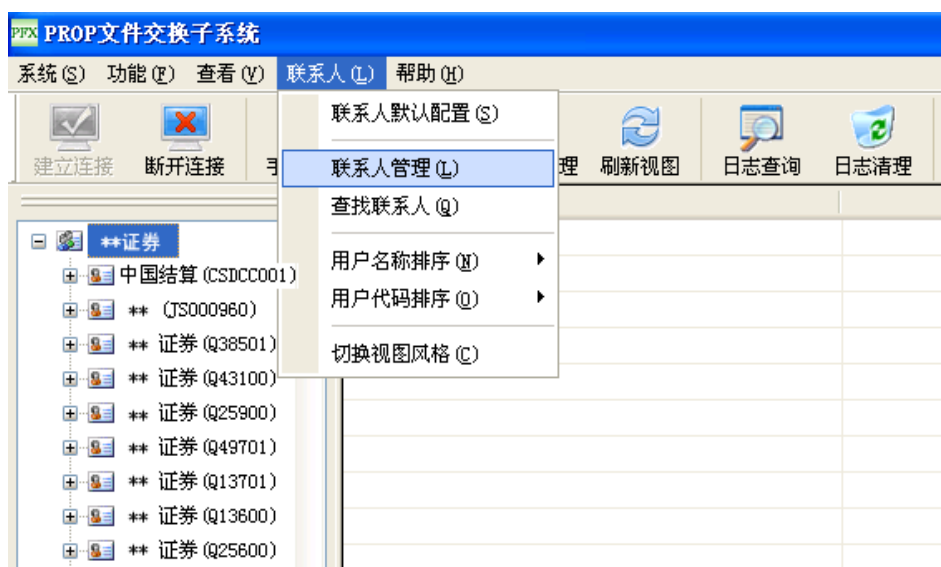 PFX PROP文件交换子系统
系统(S) 功能(F) 查看(V) 联系人(L) 帮助(H)
建立连接 断开连接 理 刷新视图 日志查询 日志清理
联系人默认配置(S)
联系人管理(L)
查找联系人(Q)
用户名称排序(N)
用户代码排序(O)
切换视图风格(C)
**证券
中国结算(CSDCC001)
** (JS000960)
** 证券(Q38501)
** 证券(Q43100)
** 证券(Q25900)
** 证券(Q49701)
** 证券(Q13701)
** 证券(Q13600)
** 证券(Q25600)